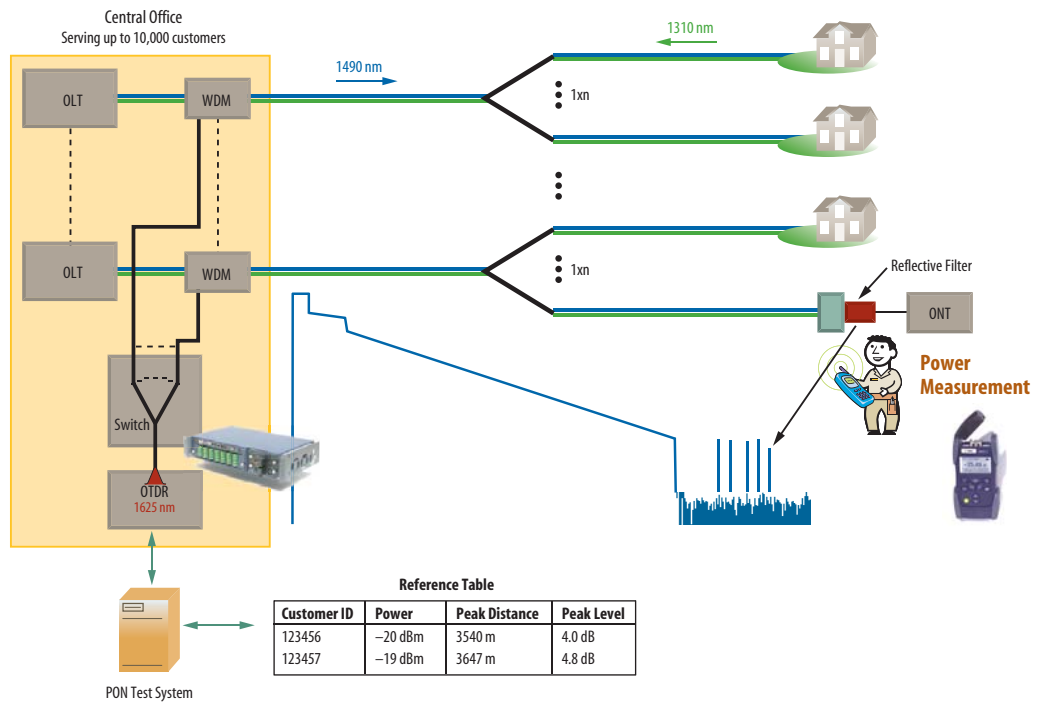 Central Office
Serving up to 10,000 customers
1310 nm
1490 nm
OLT
WDM
1xn
OLT
WDM
1xn
Reflective Filter
ONT
Power
Measurement
Switch
OTDR
1625 nm
Reference Table
Customer ID Power Peak Distance Peak Level
123456 –20 dBm 3540 m 4.0 dB
123457 –19 dBm 3647 m 4.8 dB
PON Test System